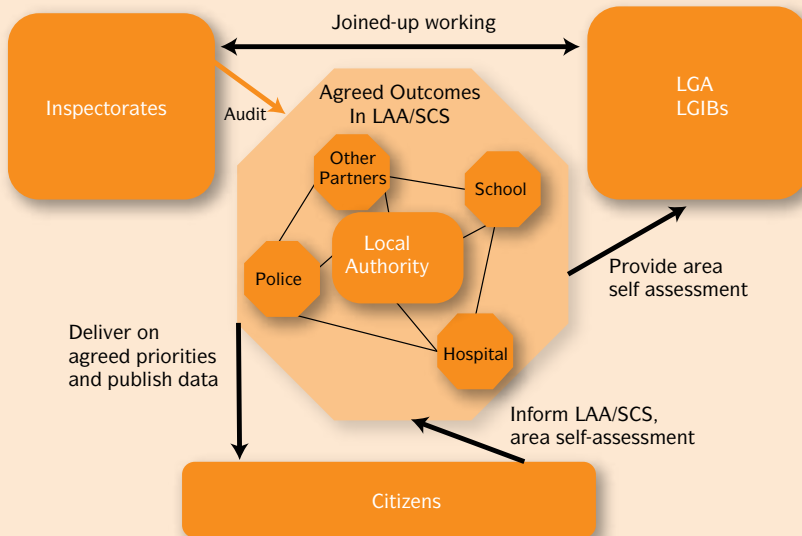 Joined-up working
Inspectorates
LGA
LGIBs
Audit
Agreed Outcomes
In LAA/SCS
Other
Partners
School
Local
Authority
Police
Hospital
Provide area
self assessment
Deliver on
agreed priorities
and publish data
Inform LAA/SCS,
area self-assessment
Citizens